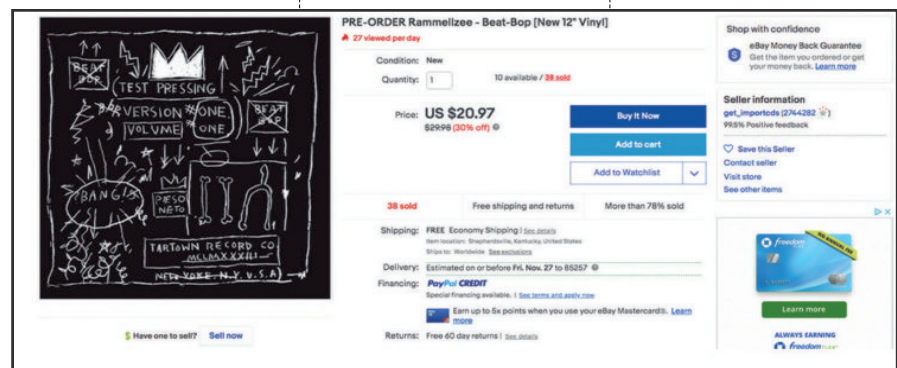 PRE-ORDER Rammellzee - Beat-Bop [New 12" Vinyl]
27 viewed per day
Condition: New
Quantity: 1 10 available / 38 sold
Price: US $20.97
$29.98 (30% off)
Buy It Now
Add to cart
Add to Watchlist
38 sold Free shipping and returns More than 78% sold
Shipping: FREE Economy Shipping | See details
Item location: Shepherdsville, Kentucky, United States
Ships to: Worldwide See exclusions
Delivery: Estimated on or before Fri. Nov. 27 to 85257
Financing: PayPal CREDIT
Special financing available. | See terms and apply now
Earn up to 5x points when you use your eBay Mastercard®. Learn
more
Returns: Free 60 day returns | See details
BEAT
BOP
TEST PRESSING
VERSION # ONE
VOLUME ONE
BEAT
BOP
BANG!
PESO
NETO
TARTOWN RECORD CO
MCLMXXXIII
NEW YORK. N.Y. U.S.A
$ Have one to sell? Sell now
Shop with confidence
eBay Money Back Guarantee
Get the item you ordered or get
your money back. Learn more
Seller information
get_importcds (2744282)
99.5% Positive feedback
Save this Seller
Contact seller
Visit store
See other items
freedom
NO ANNUAL FEE
Learn more
ALWAYS EARNING
freedom